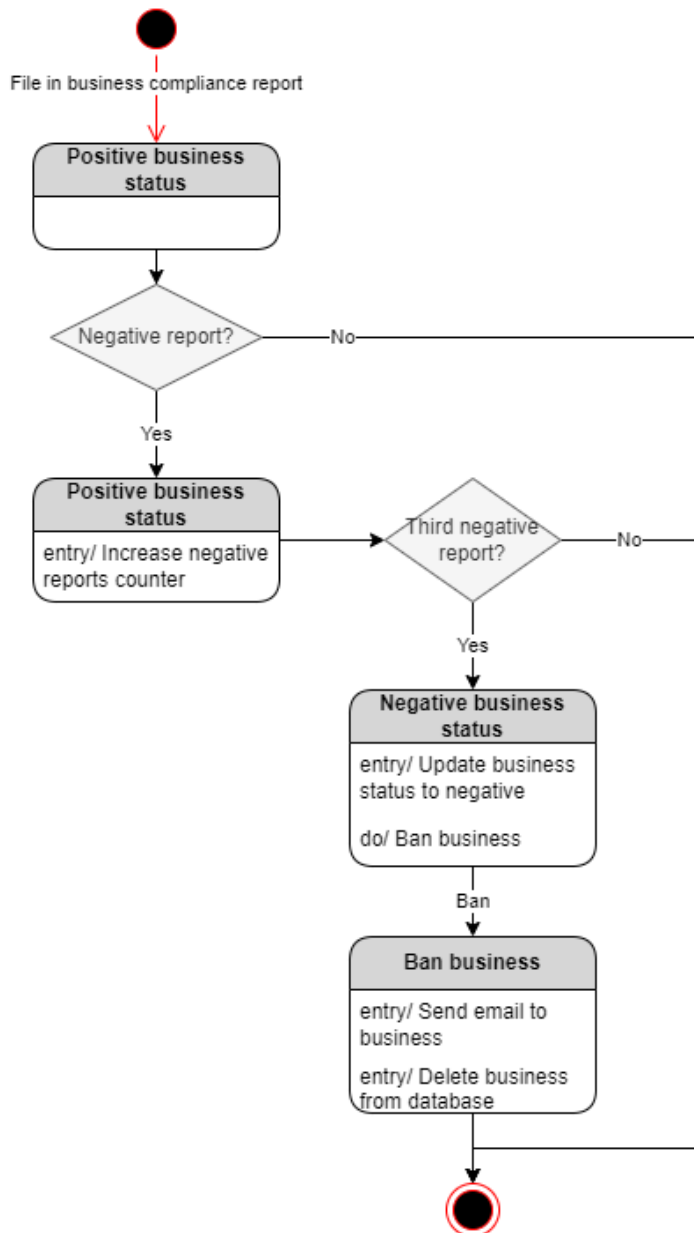 File in business compliance report
Positive business
status
Negative report?
No
Yes
Positive business
status
entry/ Increase negative
reports counter
Third negative
report?
No
Yes
Negative business
status
entry/ Update business
status to negative
do/ Ban business
Ban
Ban business
entry/ Send email to
business
entry/ Delete business
from database